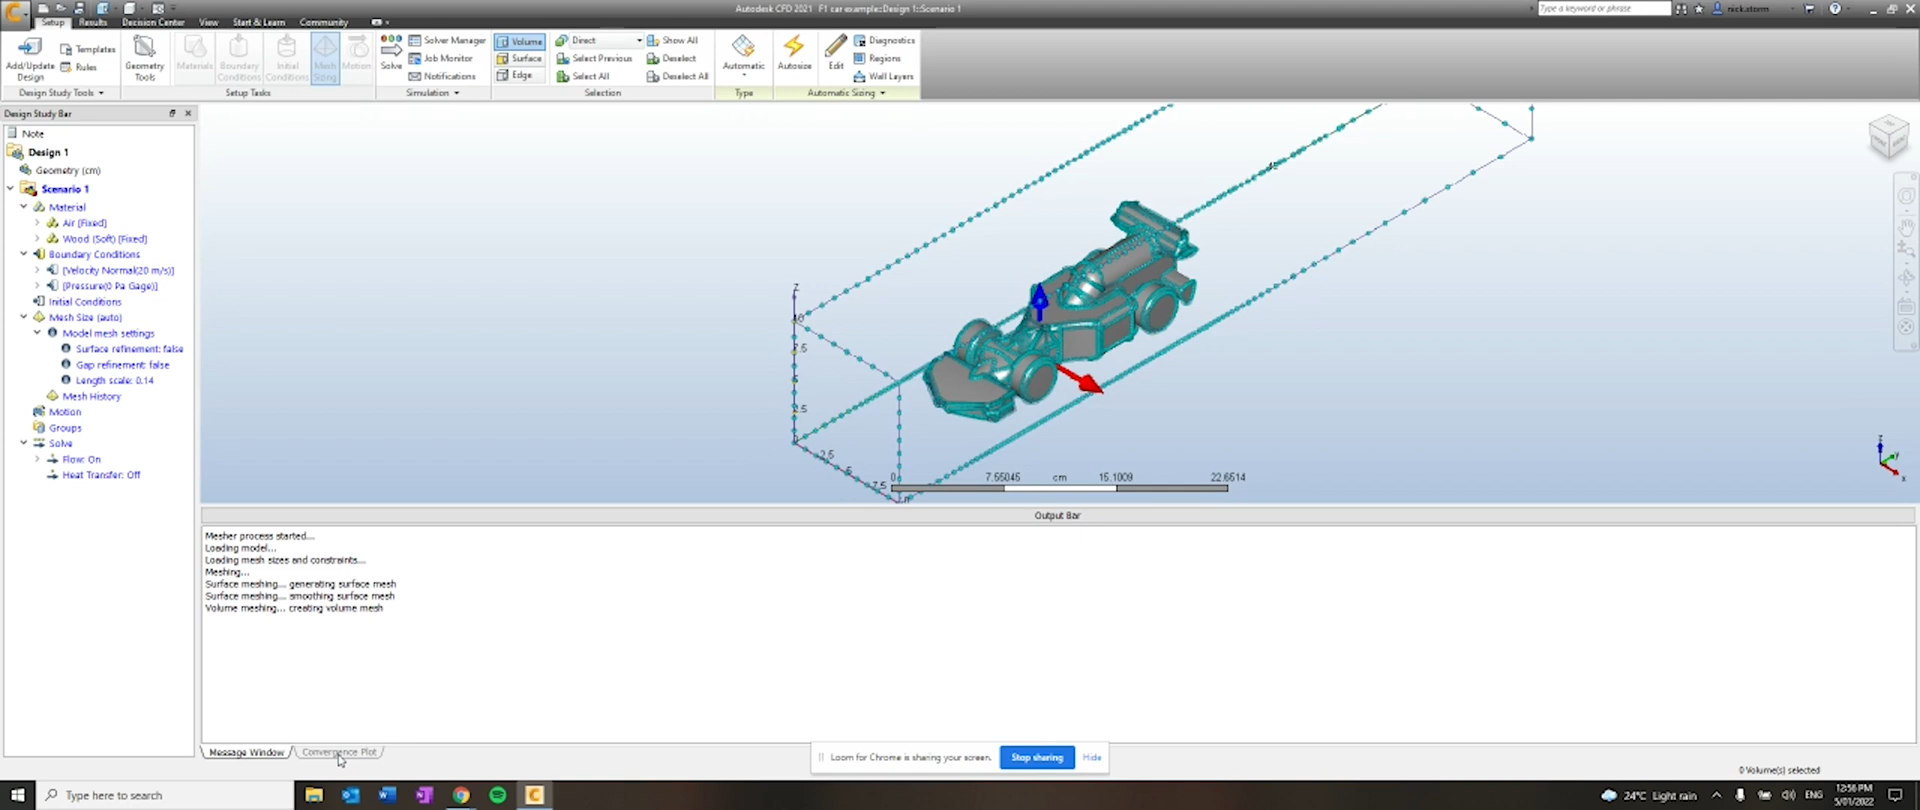 Autodesk CFD 2021   F1 car example::Design 1::Scenario 1
Type a keyword or phrase
nick.storm
Setup Results Decision Center View Start & Learn Community
Add/Update Design
Templates
Rules
Geometry Tools
Materials
Boundary Conditions
Initial Conditions
Mesh Sizing
Motion
Solve
Solver Manager
Job Monitor
Notifications
Volume
Surface
Edge
Direct
Select Previous
Select All
Show All
Deselect
Deselect All
Automatic
Autosize
Edit
Diagnostics
Regions
Wall Layers
Design Study Tools Setup Tasks Simulation Selection Type Automatic Sizing
Design Study Bar
Note
Design 1
Geometry (cm)
Scenario 1
Material
Air [Fixed]
Wood (Soft) [Fixed]
Boundary Conditions
[Velocity Normal(20 m/s)]
[Pressure(0 Pa Gage)]
Initial Conditions
Mesh Size (auto)
Model mesh settings
Surface refinement: false
Gap refinement: false
Length scale: 0.14
Mesh History
Motion
Groups
Solve
Flow: On
Heat Transfer: Off
Z
2.5
5
7.5
0 7.55045 cm 15.1009 22.6514
Z
Y
X
Output Bar
Mesher process started...
Loading model...
Loading mesh sizes and constraints...
Meshing...
Surface meshing... generating surface mesh
Surface meshing... smoothing surface mesh
Volume meshing... creating volume mesh
Message Window Convergence Plot
Loom for Chrome is sharing your screen. Stop sharing Hide
0 Volume(s) selected
Type here to search
24°C Light rain
ENG
12:56 PM
5/01/2022